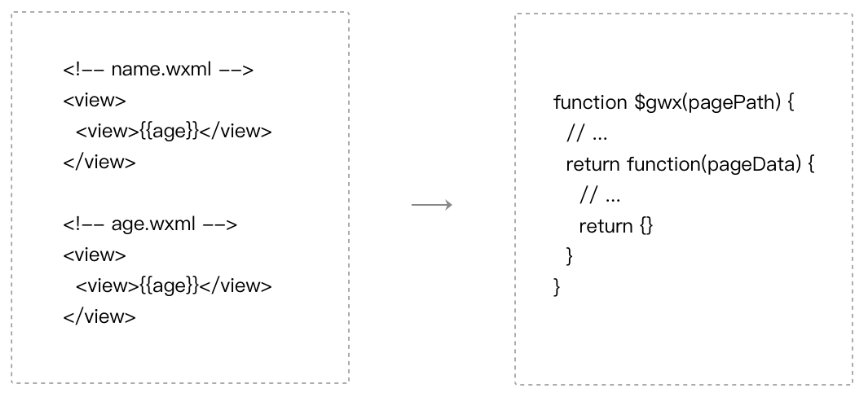 <!-- name.wxml -->
<view>
  <view>{{age}}</view>
</view>
<!-- age.wxml -->
<view>
  <view>{{age}}</view>
</view>
function $gwx(pagePath) {
  // ...
  return function(pageData) {
    // ...
    return {}
  }
}